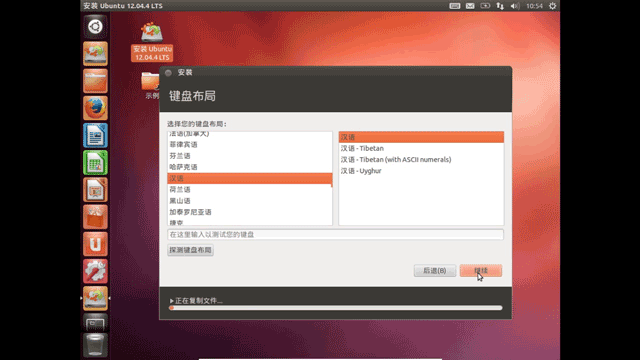 安装 Ubuntu 12.04.4 LTS
10:54
安装 Ubuntu
12.04.4 LTS
示例
安装
键盘布局
选择您的键盘布局:
法语(加拿大)
菲律宾语
芬兰语
哈萨克语
汉语
荷兰语
黑山语
加泰罗尼亚语
捷克
汉语
汉语 - Tibetan
汉语 - Tibetan (with ASCII numerals)
汉语 - Uyghur
在这里输入以测试您的键盘
探测键盘布局
后退(B)
继续
正在复制文件...